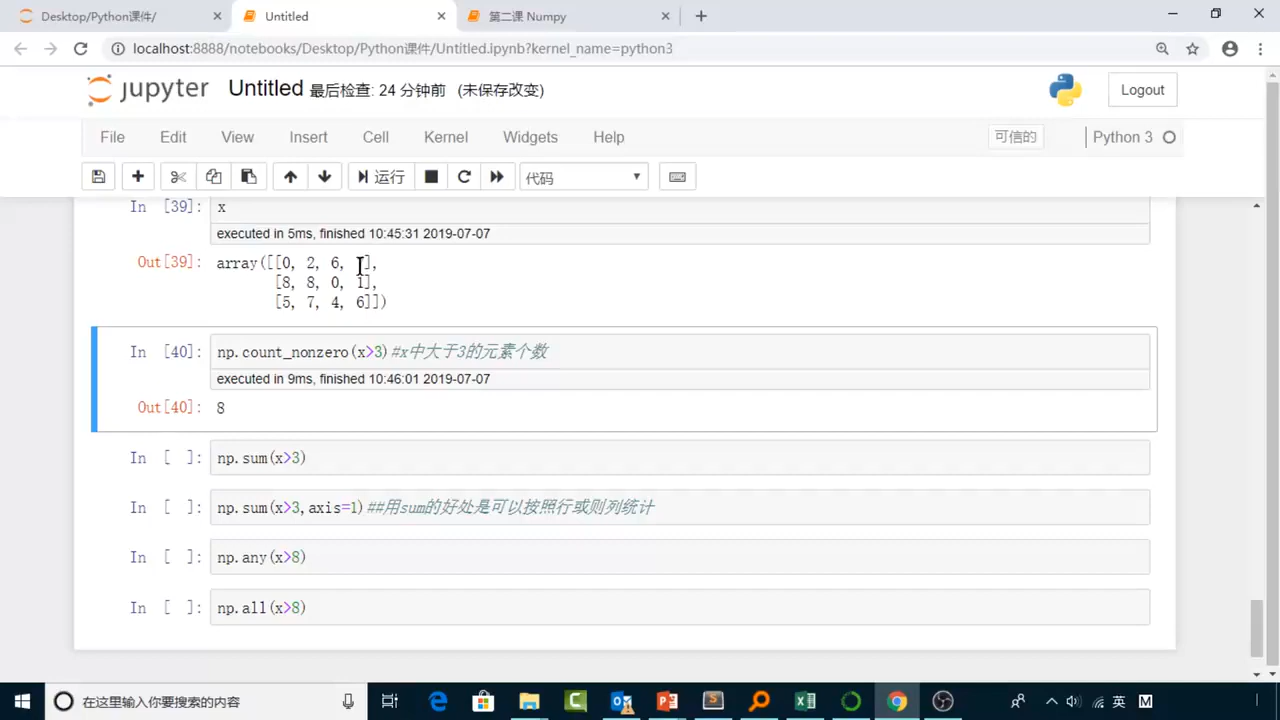 Desktop/Python课件/
Untitled
第二课 Numpy
localhost:8888/notebooks/Desktop/Python课件/Untitled.ipynb?kernel_name=python3
jupyter Untitled 最后检查: 24 分钟前 (未保存改变)
Logout
File Edit View Insert Cell Kernel Widgets Help 可信的 Python 3
运行 代码
In [39]: x
executed in 5ms, finished 10:45:31 2019-07-07
Out[39]: array([[0, 2, 6, ],
[8, 8, 0, 1],
[5, 7, 4, 6]])
In [40]: np.count_nonzero(x>3)#x中大于3的元素个数
executed in 9ms, finished 10:46:01 2019-07-07
Out[40]: 8
In [ ]: np.sum(x>3)
In [ ]: np.sum(x>3,axis=1)##用sum的好处是可以按照行或则列统计
In [ ]: np.any(x>8)
In [ ]: np.all(x>8)
在这里输入你要搜索的内容
英 M